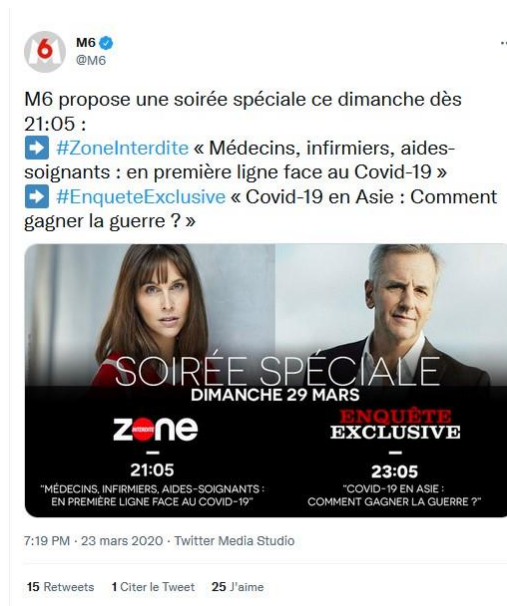 6
M6
@M6
M6 propose une soirée spéciale ce dimanche dès
21:05 :
➡ #ZoneInterdite « Médecins, infirmiers, aides-
soignants : en première ligne face au Covid-19 »
➡ #EnqueteExclusive « Covid-19 en Asie : Comment
gagner la guerre ? »
SOIRÉE SPÉCIALE
DIMANCHE 29 MARS
zone
INTERDITE
21:05
"MÉDECINS, INFIRMIERS, AIDES-SOIGNANTS :
EN PREMIÈRE LIGNE FACE AU COVID-19"
ENQUÊTE
EXCLUSIVE
23:05
"COVID-19 EN ASIE :
COMMENT GAGNER LA GUERRE ?"
7:19 PM · 23 mars 2020 · Twitter Media Studio
15 Retweets 1 Citer le Tweet 25 J'aime